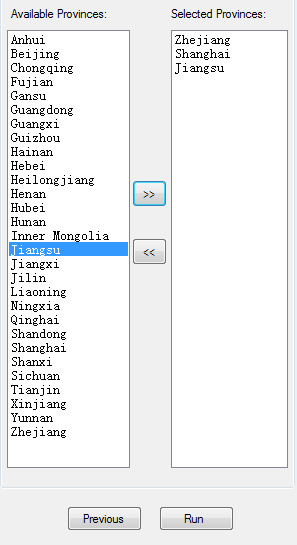 Available Provinces:
Anhui
Beijing
Chongqing
Fujian
Gansu
Guangdong
Guangxi
Guizhou
Hainan
Hebei
Heilongjiang
Henan
Hubei
Hunan
Inner Mongolia
Jiangsu
Jiangxi
Jilin
Liaoning
Ningxia
Qinghai
Shandong
Shanghai
Shanxi
Sichuan
Tianjin
Xinjiang
Yunnan
Zhejiang
>>
<<
Selected Provinces:
Zhejiang
Shanghai
Jiangsu
Previous
Run